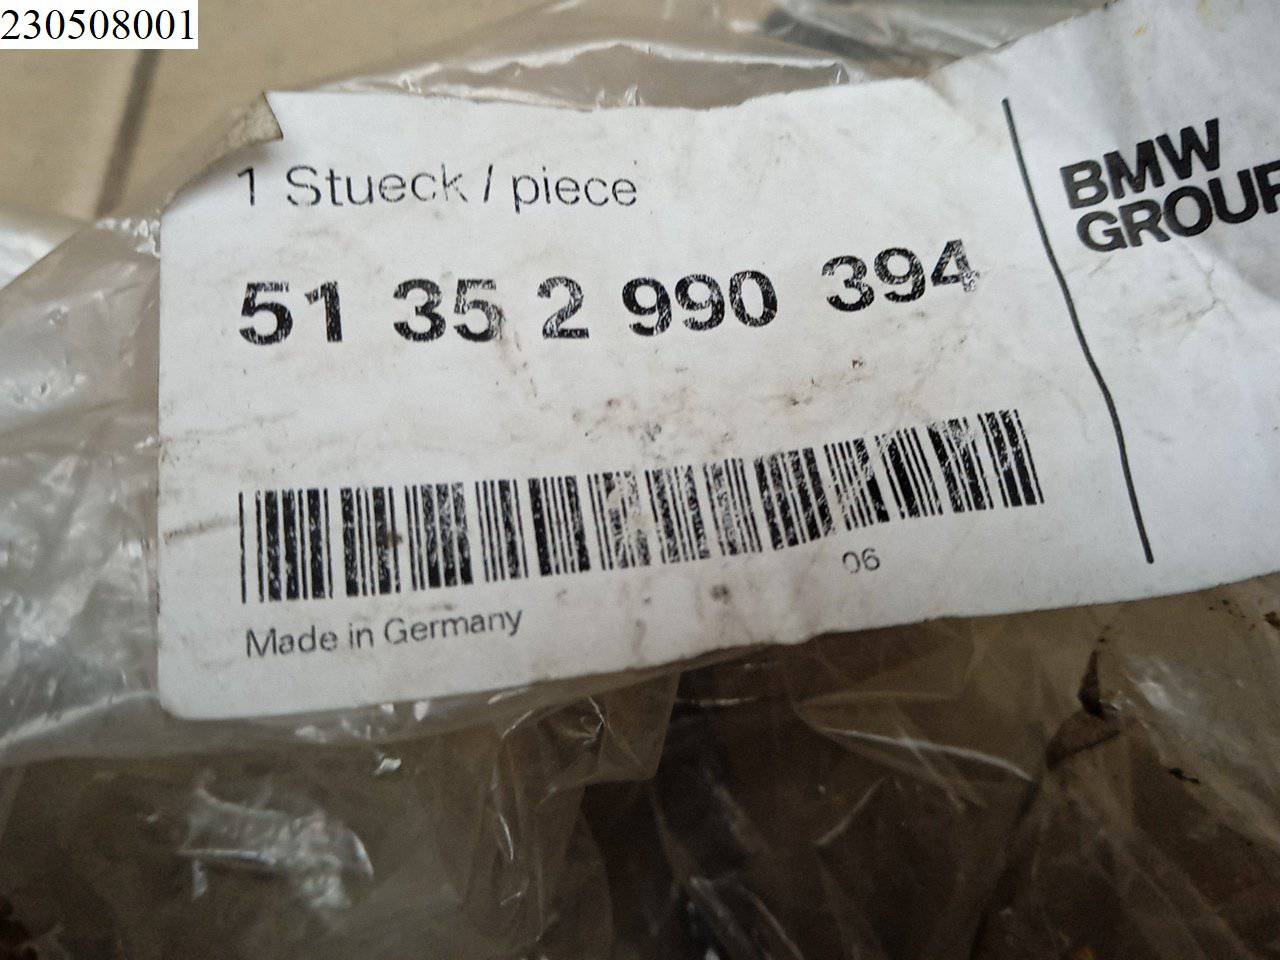 230508001
1 Stueck / piece
51 35 2 990 394
06
Made in Germany
BMW
GROUP